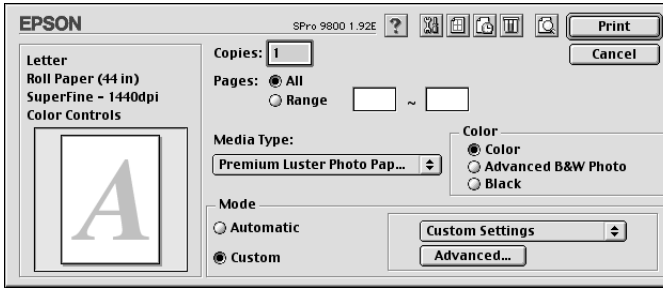 EPSON
SPro 9800 1.92E ?
Print
Cancel
Letter
Roll Paper (44 in)
SuperFine - 1440dpi
Color Controls
A
Copies: 1
Pages: All
Range ~
Media Type:
Premium Luster Photo Pap...
Color
Color
Advanced B&W Photo
Black
Mode
Automatic
Custom
Custom Settings
Advanced...